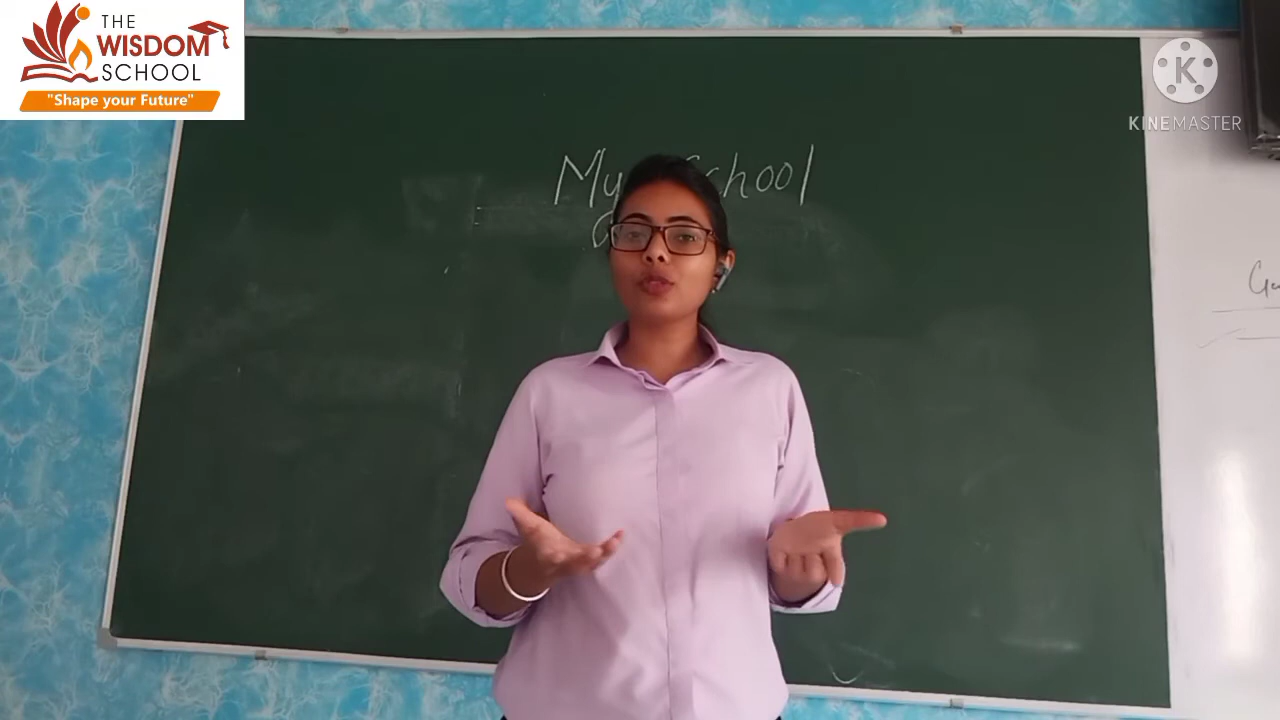 THE
WISDOM
SCHOOL
"Shape your Future"
KINEMASTER
My School